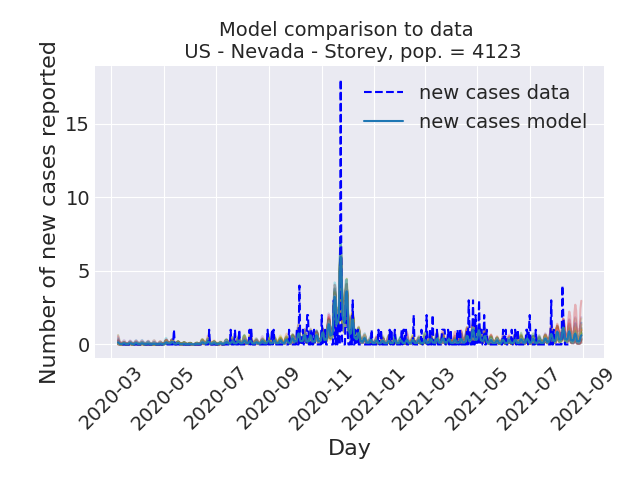 Model comparison to data
US - Nevada - Storey, pop. = 4123
Number of new cases reported
15
10
5
0
new cases data
new cases model
2020-03
2020-05
2020-07
2020-09
2020-11
2021-01
2021-03
2021-05
2021-07
2021-09
Day